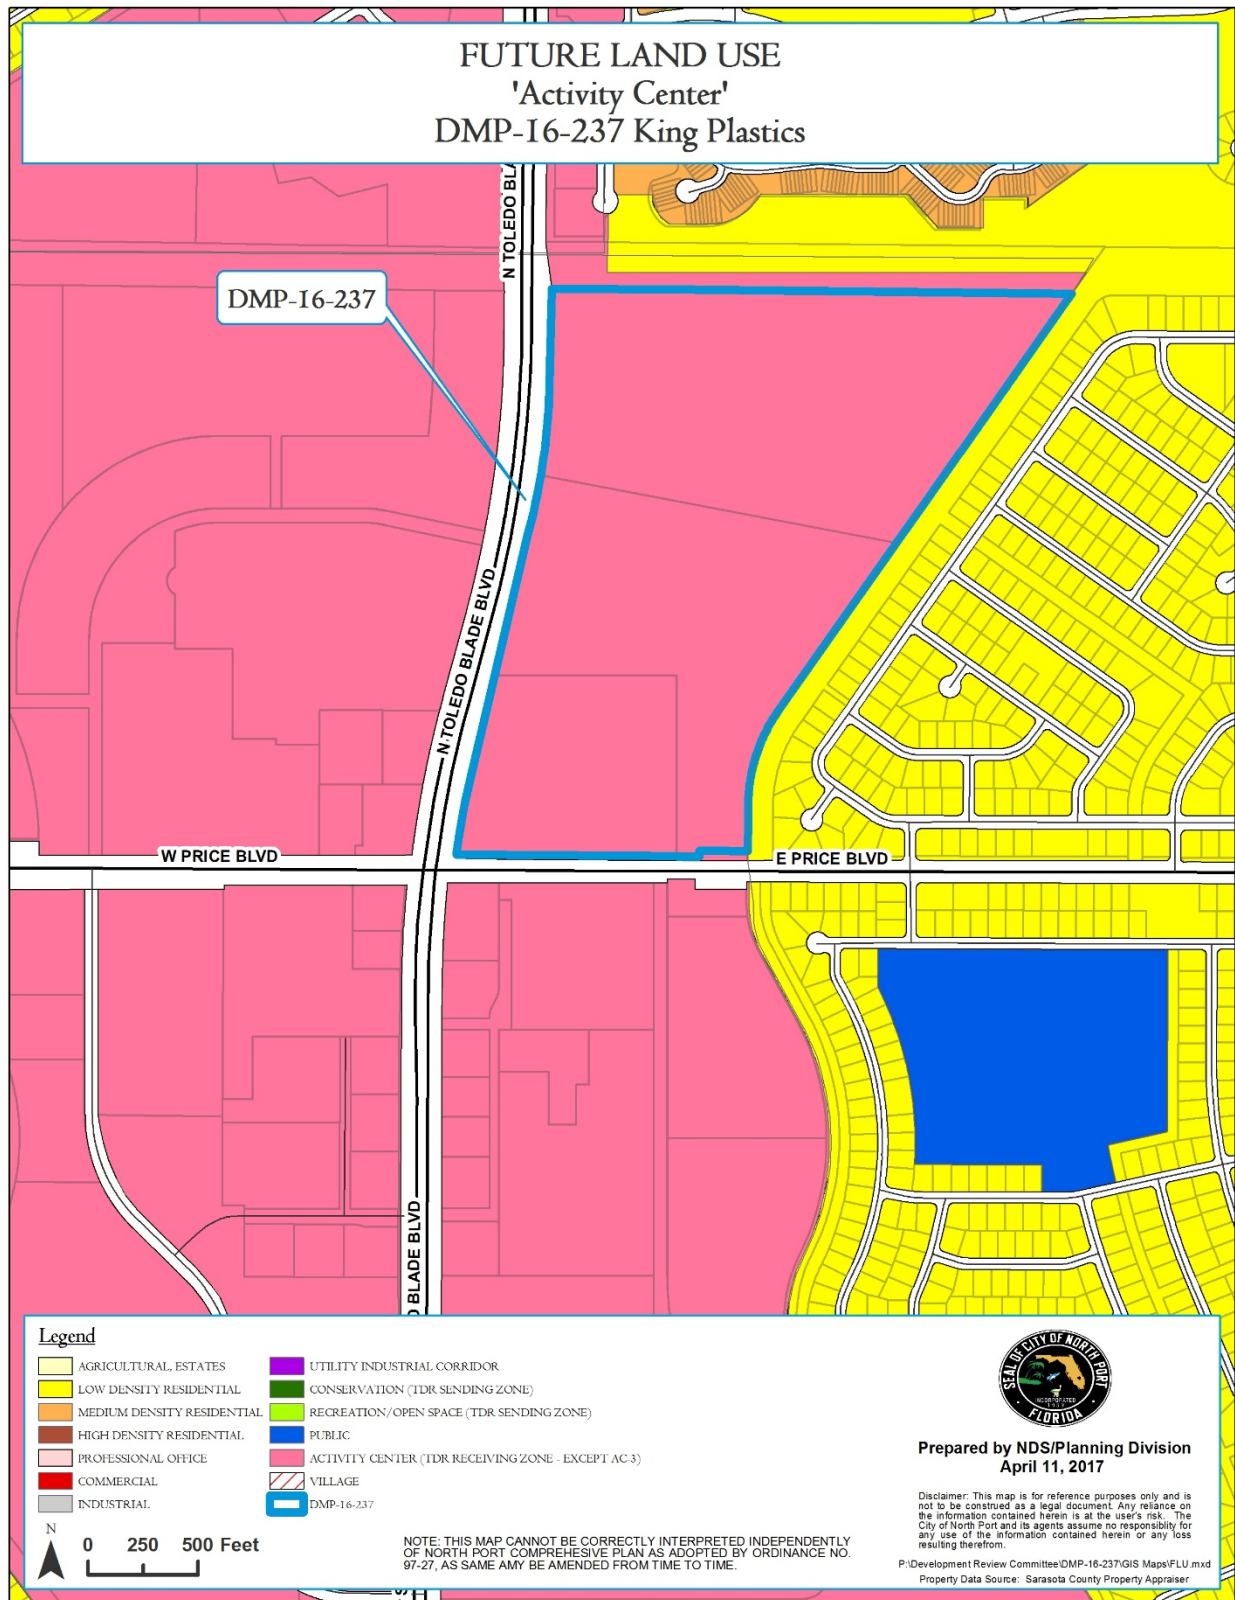 FUTURE LAND USE
'Activity Center'
DMP-16-237 King Plastics
N TOLEDO BLA
DMP-16-237
N TOLEDO BLADE BLVD
W PRICE BLVD
E PRICE BLVD
O BLADE BLVD
Legend
AGRICULTURAL, ESTATES
LOW DENSITY RESIDENTIAL
MEDIUM DENSITY RESIDENTIAL
HIGH DENSITY RESIDENTIAL
PROFESSIONAL OFFICE
COMMERCIAL
INDUSTRIAL
UTILITY INDUSTRIAL CORRIDOR
CONSERVATION (TDR SENDING ZONE)
RECREATION/OPEN SPACE (TDR SENDING ZONE)
PUBLIC
ACTIVITY CENTER (TDR RECEIVING ZONE - EXCEPT AC-3)
VILLAGE
DMP-16-237
N
0 250 500 Feet
NOTE: THIS MAP CANNOT BE CORRECTLY INTERPRETED INDEPENDENTLY
OF NORTH PORT COMPREHESIVE PLAN AS ADOPTED BY ORDINANCE NO.
97-27, AS SAME AMY BE AMENDED FROM TIME TO TIME.
SEAL OF CITY OF NORTH PORT
INCORPORATED
FLORIDA
Prepared by NDS/Planning Division
April 11, 2017
Disclaimer: This map is for reference purposes only and is
not to be construed as a legal document. Any reliance on
the information contained herein is at the user's risk. The
City of North Port and its agents assume no responsiblity for
any use of the information contained herein or any loss
resulting therefrom.
P:\Development Review Committee\DMP-16-237\GIS Maps\FLU.mxd
Property Data Source: Sarasota County Property Appraiser